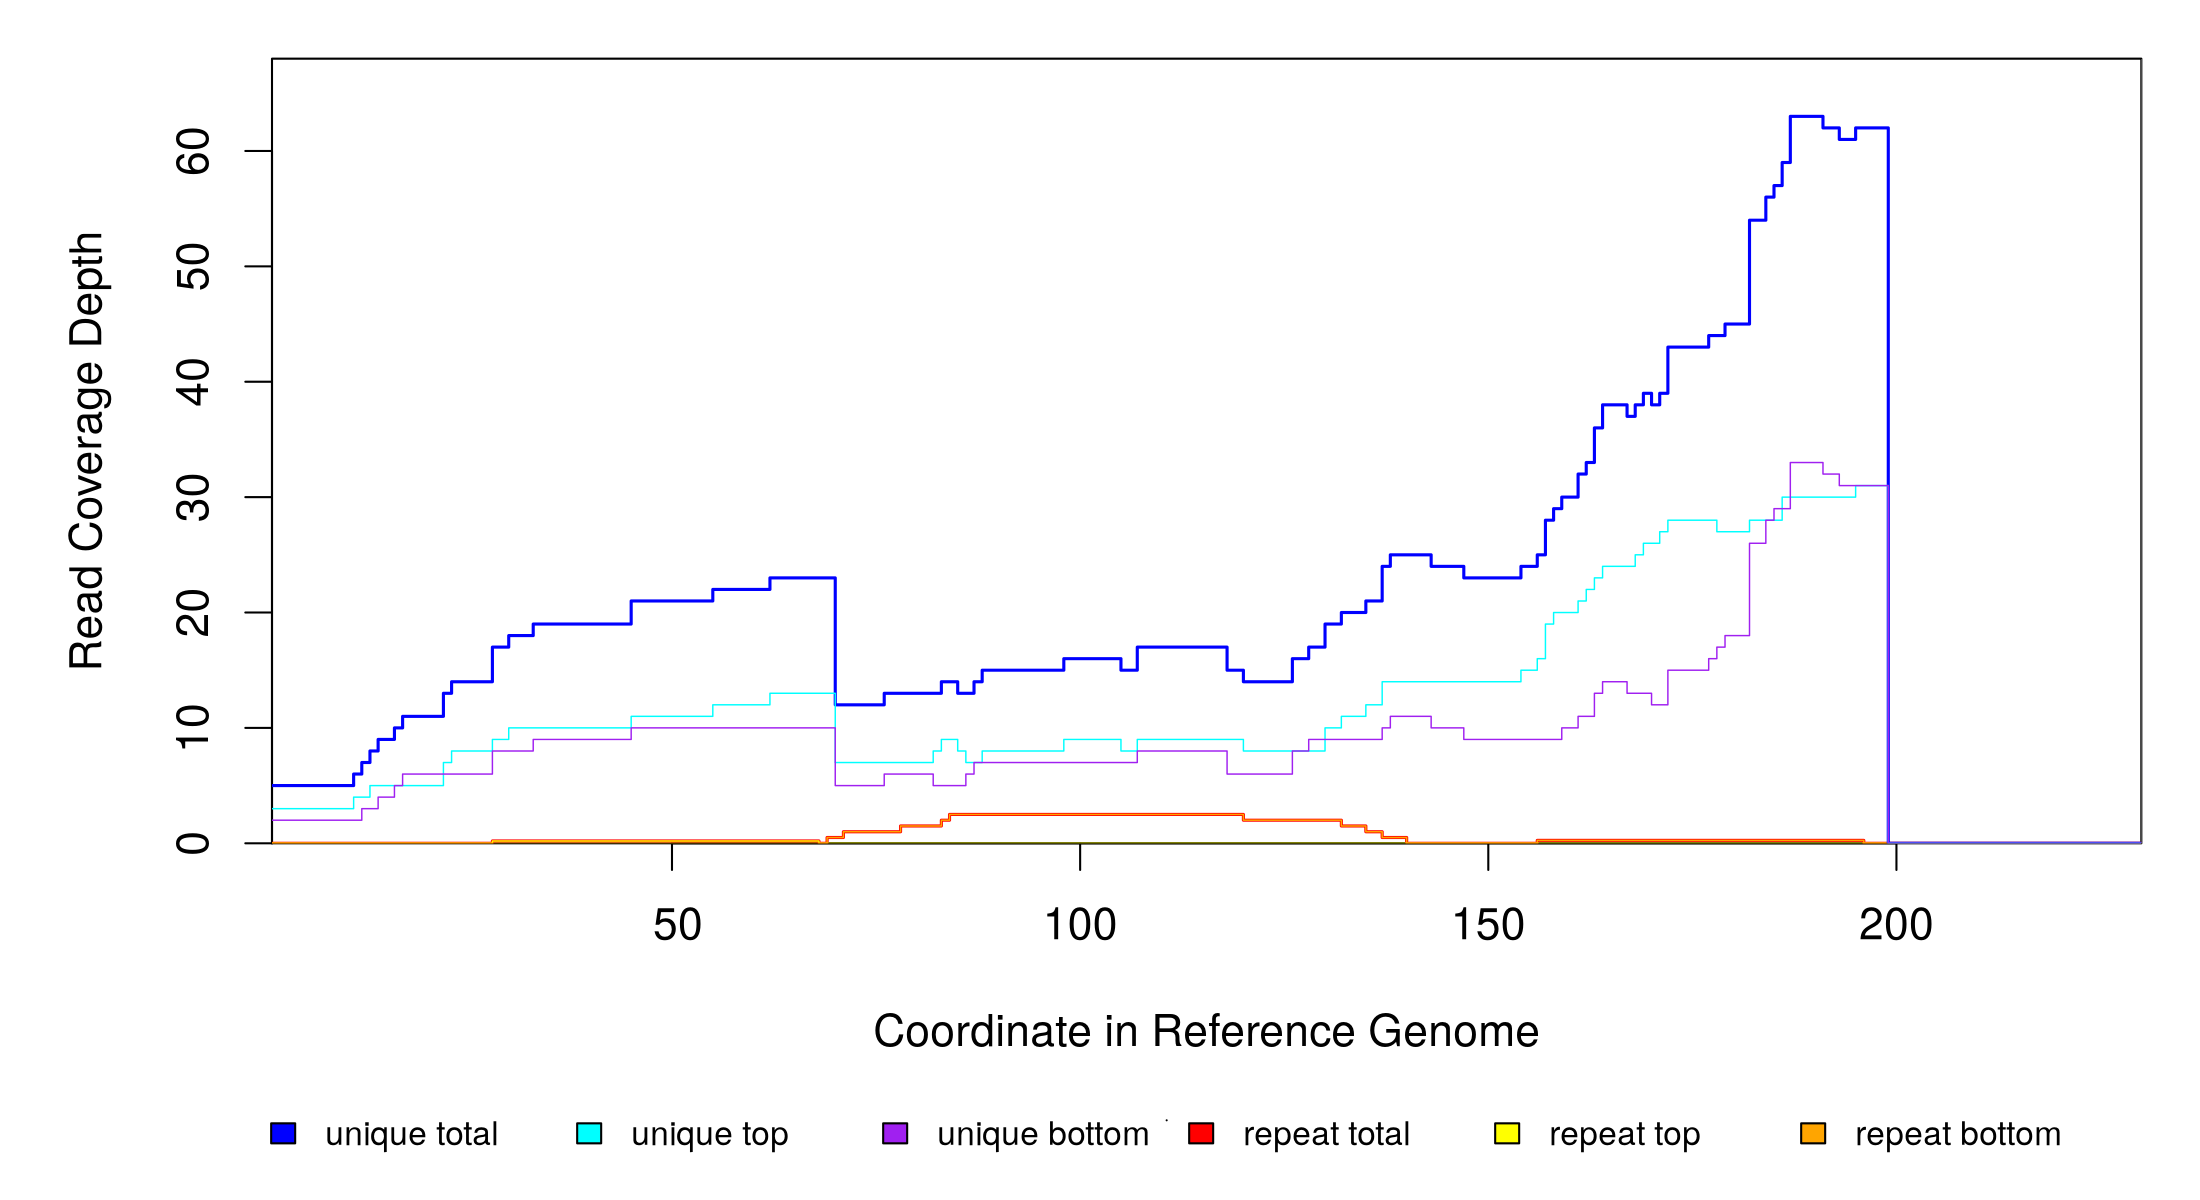 Read Coverage Depth
60
50
40
30
20
10
0
50 100 150 200
Coordinate in Reference Genome
unique total unique top unique bottom repeat total repeat top repeat bottom